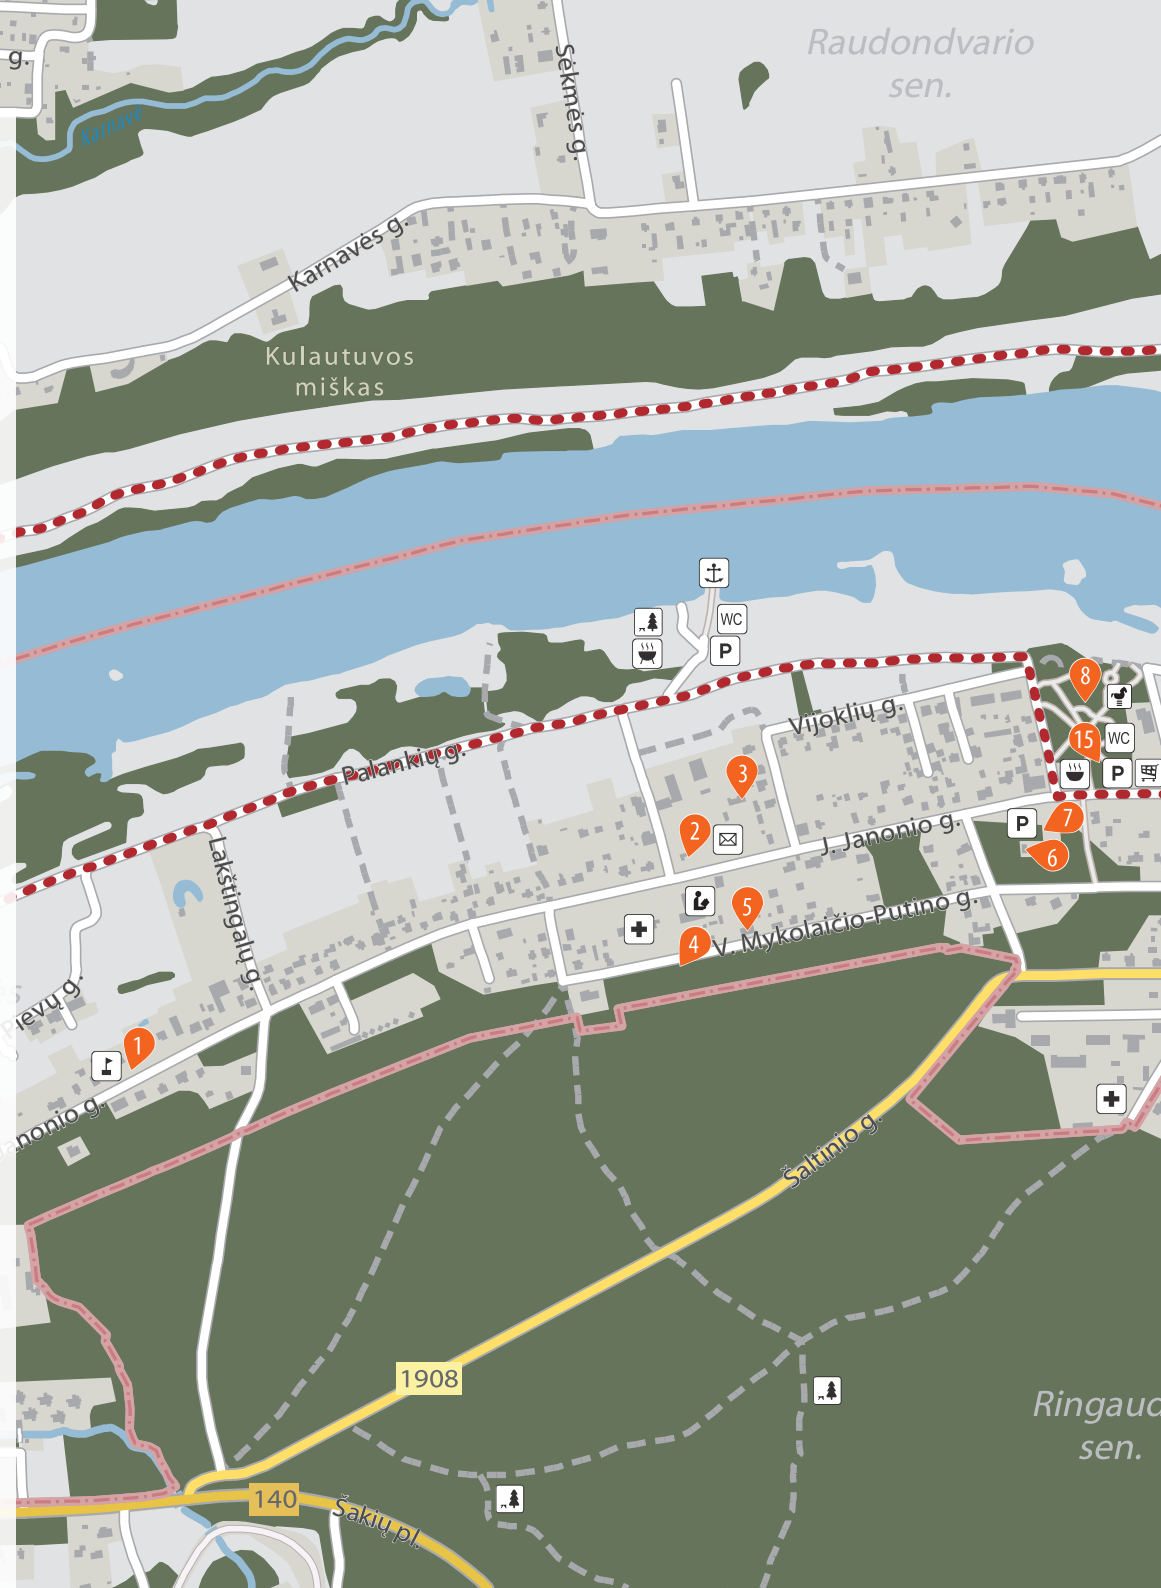 Raudondvario
sen.
g.
Sėkmės g.
Karnavė
Karnavės g.
Kulautuvos
miškas
WC
P
8
Vijoklių g.
15
WC
Palankių g.
3
P
7
P
2
J. Janonio g.
6
Lakštingalų g.
5
V. Mykolaičio-Putino g.
4
Pievų g.
1
Janonio g.
Šaltinio g.
1908
Ringaud
sen.
140
Šakių pl.